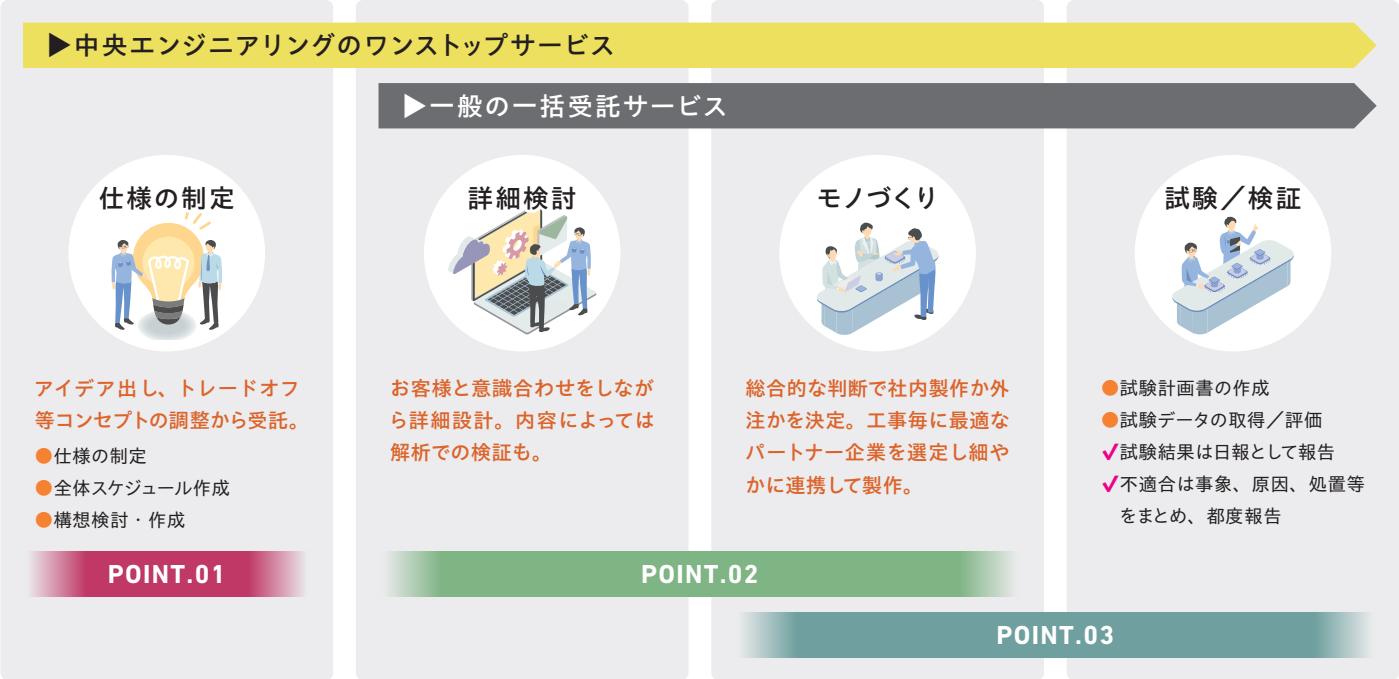 ▶中央エンジニアリングのワンストップサービス
▶一般の一括受託サービス
仕様の制定
アイデア出し、トレードオフ
等コンセプトの調整から受託。
●仕様の制定
●全体スケジュール作成
●構想検討・作成
詳細検討
お客様と意識合わせをしなが
ら詳細設計。内容によっては
解析での検証も。
モノづくり
総合的な判断で社内製作か外
注かを決定。工事毎に最適な
パートナー企業を選定し細や
かに連携して製作。
試験／検証
●試験計画書の作成
●試験データの取得／評価
✓試験結果は日報として報告
✓不適合は事象、原因、処置等
をまとめ、都度報告
POINT.01
POINT.02
POINT.03